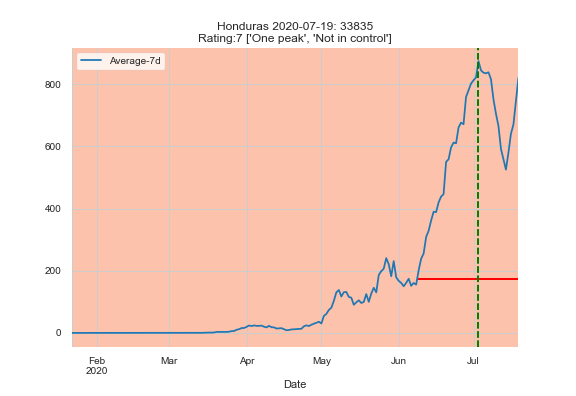 Honduras 2020-07-19: 33835
Rating:7 ['One peak', 'Not in control']
Average-7d
800
600
400
200
0
Feb Mar Apr May Jun Jul
2020
Date